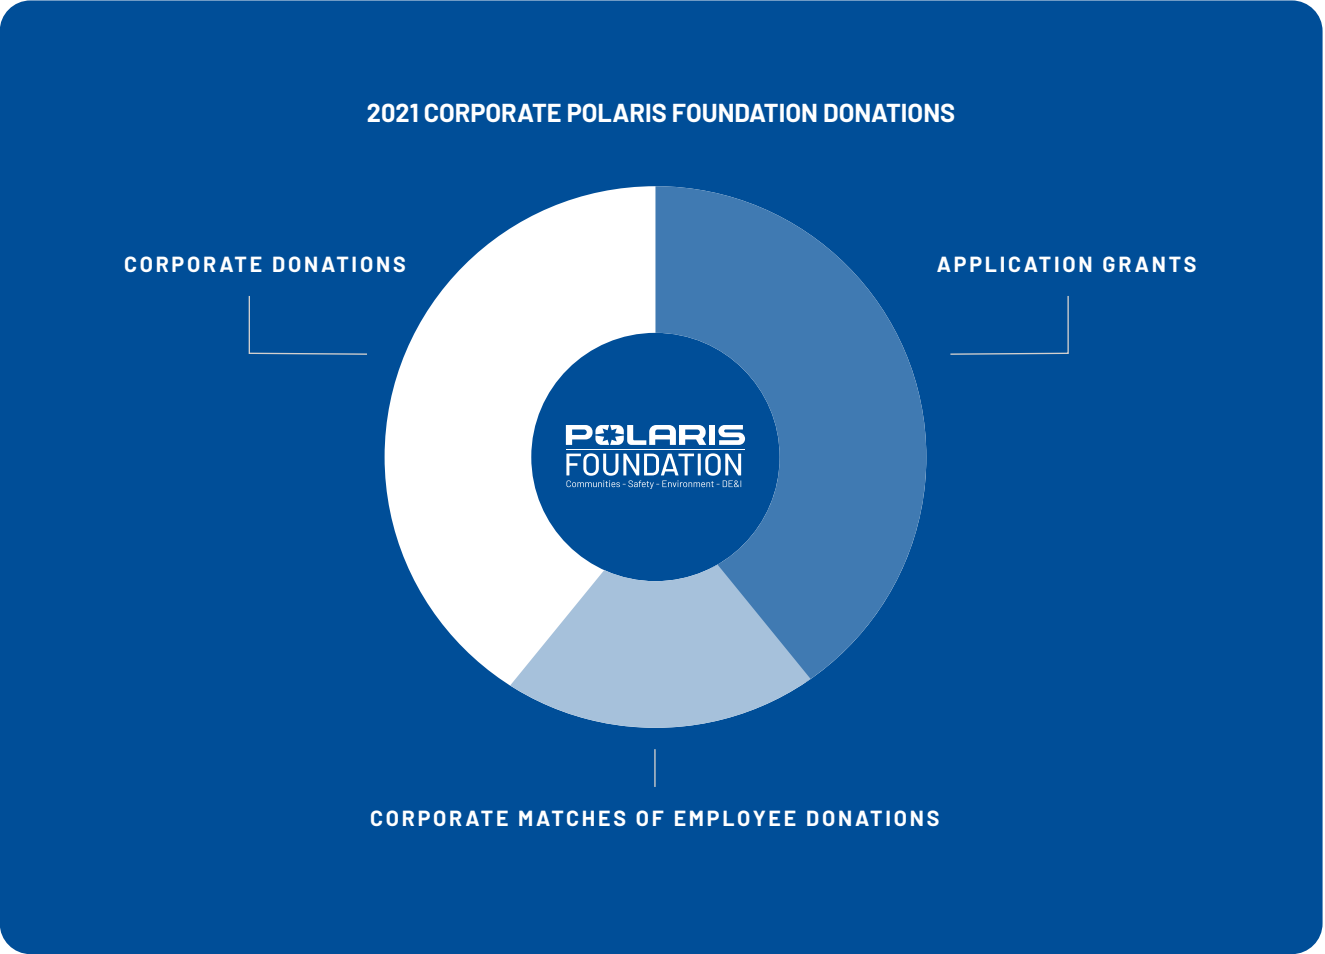 2021 CORPORATE POLARIS FOUNDATION DONATIONS
CORPORATE DONATIONS
APPLICATION GRANTS
POLARIS
FOUNDATION
Communities - Safety - Environment - DE&I
CORPORATE MATCHES OF EMPLOYEE DONATIONS